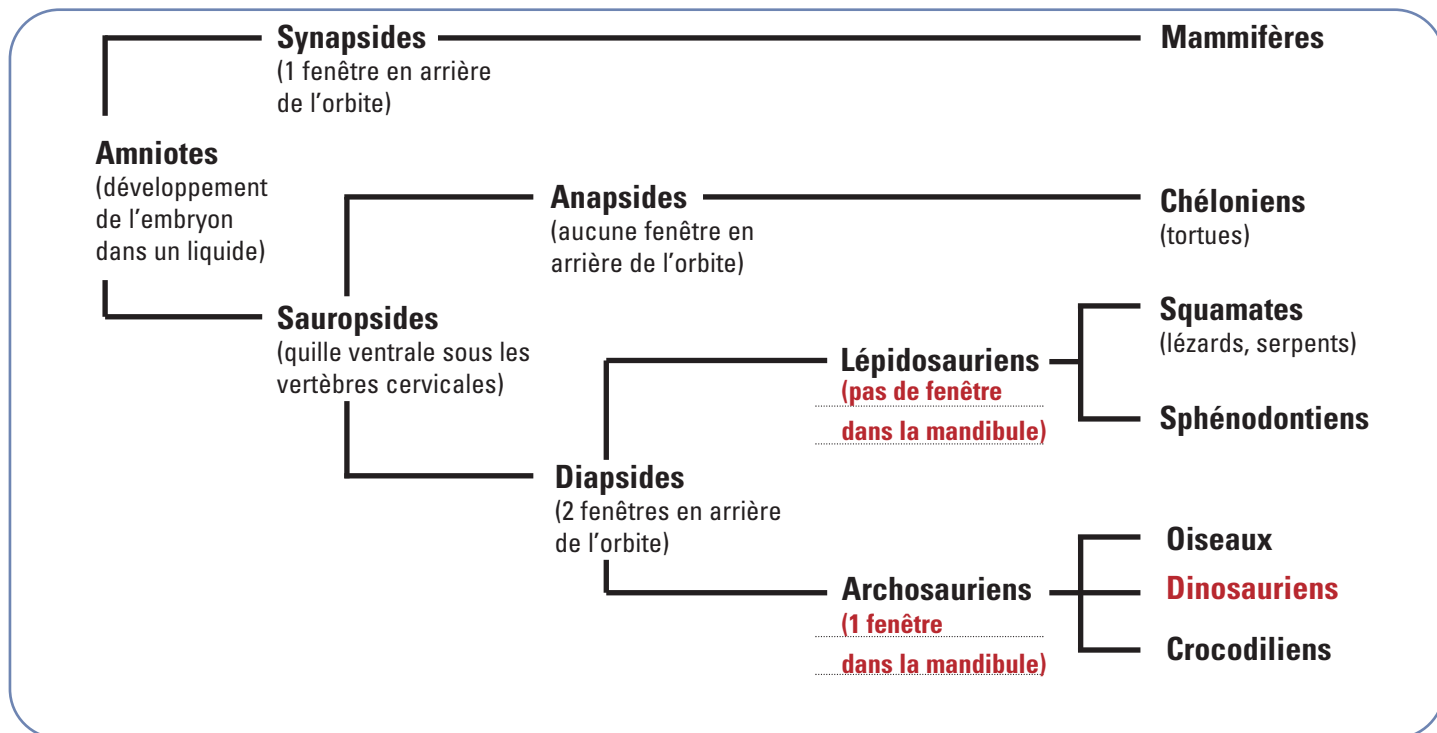 Synapsides
(1 fenêtre en arrière
de l’orbite)
Mammifères
Amniotes
(développement
de l’embryon
dans un liquide)
Anapsides
(aucune fenêtre en
arrière de l’orbite)
Chéloniens
(tortues)
Sauropsides
(quille ventrale sous les
vertèbres cervicales)
Squamates
(lézards, serpents)
Lépidosauriens
(pas de fenêtre
dans la mandibule)
Sphénodontiens
Diapsides
(2 fenêtres en arrière
de l’orbite)
Oiseaux
Archosauriens
(1 fenêtre
dans la mandibule)
Dinosauriens
Crocodiliens